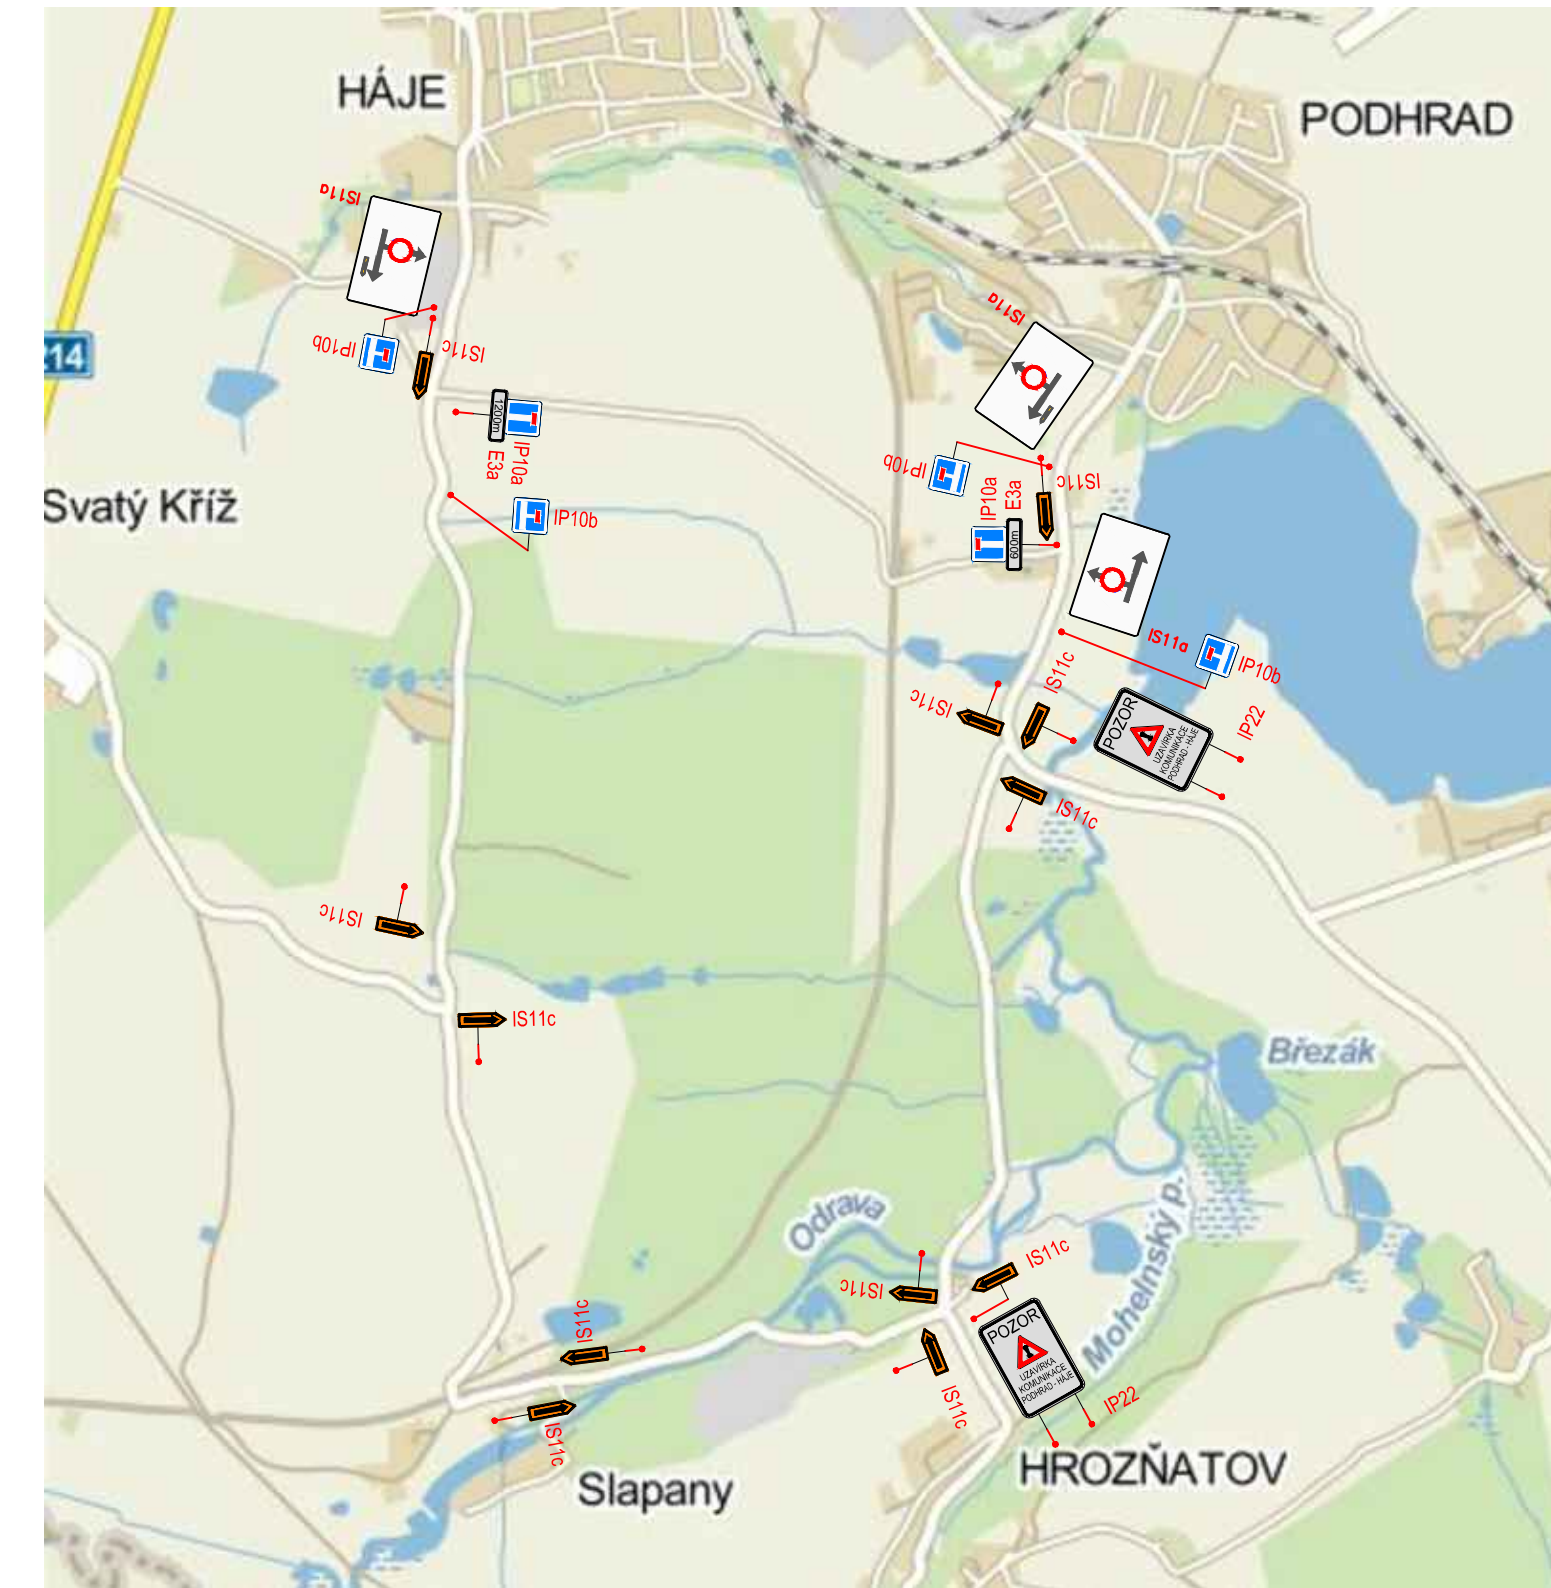 HÁJE
PODHRAD
IS11a
IP10b
IS11c
214
1200m
E3a
IP10a
IP10b
Svatý Kříž
IS11a
IP10b
IS11c
IP10a
E3a
600m
IS11a
IP10b
IS11c
IS11c
POZOR
UZAVÍRKA
KOMUNIKACE
PODHRAD - HÁJE
IP22
IS11c
IS11c
IS11c
Březák
Odrava
Mohelnský p.
IS11c
IS11c
IS11c
IS11c
IS11c
POZOR
UZAVÍRKA
KOMUNIKACE
PODHRAD - HÁJE
IP22
HROZŇATOV
Slapany